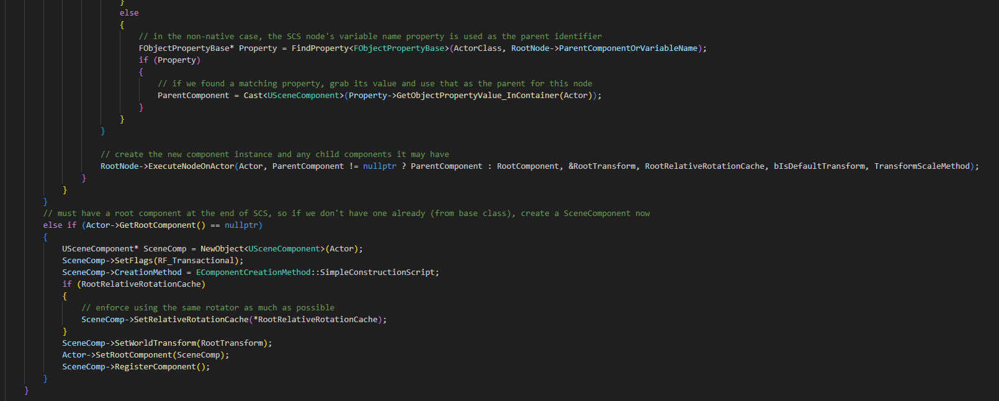 }
else
{
// in the non-native case, the SCS node's variable name property is used as the parent identifier
FObjectPropertyBase* Property = FindProperty<FObjectPropertyBase>(ActorClass, RootNode->ParentComponentOrVariableName);
if (Property)
{
// if we found a matching property, grab its value and use that as the parent for this node
ParentComponent = Cast<USceneComponent>(Property->GetObjectPropertyValue_InContainer(Actor));
}
}
}
// create the new component instance and any child components it may have
RootNode->ExecuteNodeOnActor(Actor, ParentComponent != nullptr ? ParentComponent : RootComponent, &RootTransform, RootRelativeRotationCache, bIsDefaultTransform, TransformScaleMethod);
}
}
}
// must have a root component at the end of SCS, so if we don't have one already (from base class), create a SceneComponent now
else if (Actor->GetRootComponent() == nullptr)
{
USceneComponent* SceneComp = NewObject<USceneComponent>(Actor);
SceneComp->SetFlags(RF_Transactional);
SceneComp->CreationMethod = EComponentCreationMethod::SimpleConstructionScript;
if (RootRelativeRotationCache)
{
// enforce using the same rotator as much as possible
SceneComp->SetRelativeRotationCache(*RootRelativeRotationCache);
}
SceneComp->SetWorldTransform(RootTransform);
Actor->SetRootComponent(SceneComp);
SceneComp->RegisterComponent();
}
}